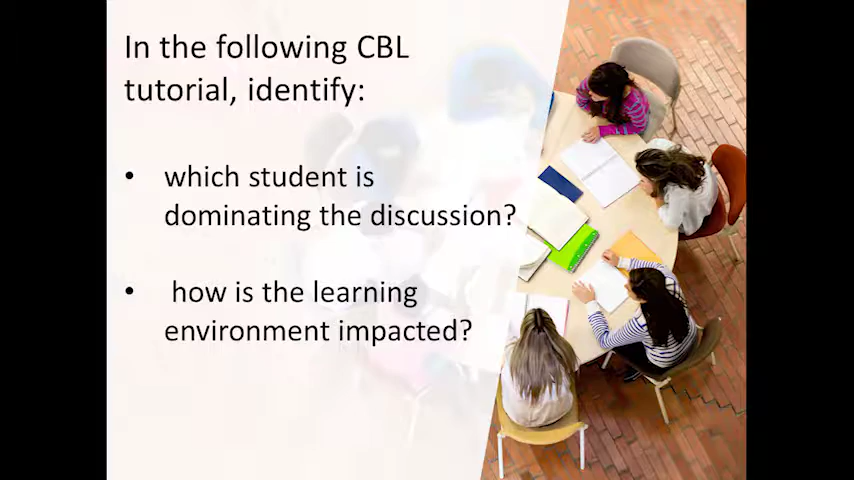 In the following CBL
tutorial, identify:
• which student is
dominating the discussion?
• how is the learning
environment impacted?